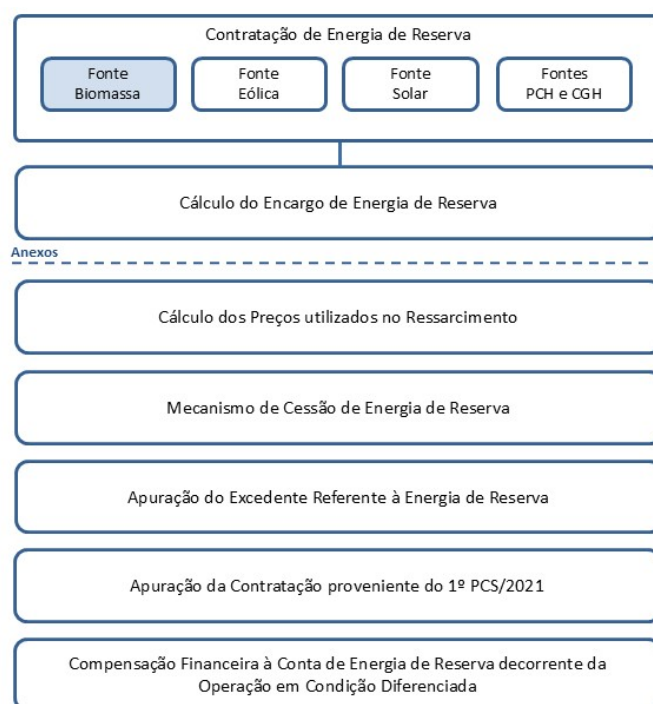 Contratação de Energia de Reserva
Fonte
Biomassa
Fonte
Eólica
Fonte
Solar
Fontes
PCH e CGH
Cálculo do Encargo de Energia de Reserva
Anexos
Cálculo dos Preços utilizados no Ressarcimento
Mecanismo de Cessão de Energia de Reserva
Apuração do Excedente Referente à Energia de Reserva
Apuração da Contratação proveniente do 1º PCS/2021
Compensação Financeira à Conta de Energia de Reserva decorrente da
Operação em Condição Diferenciada